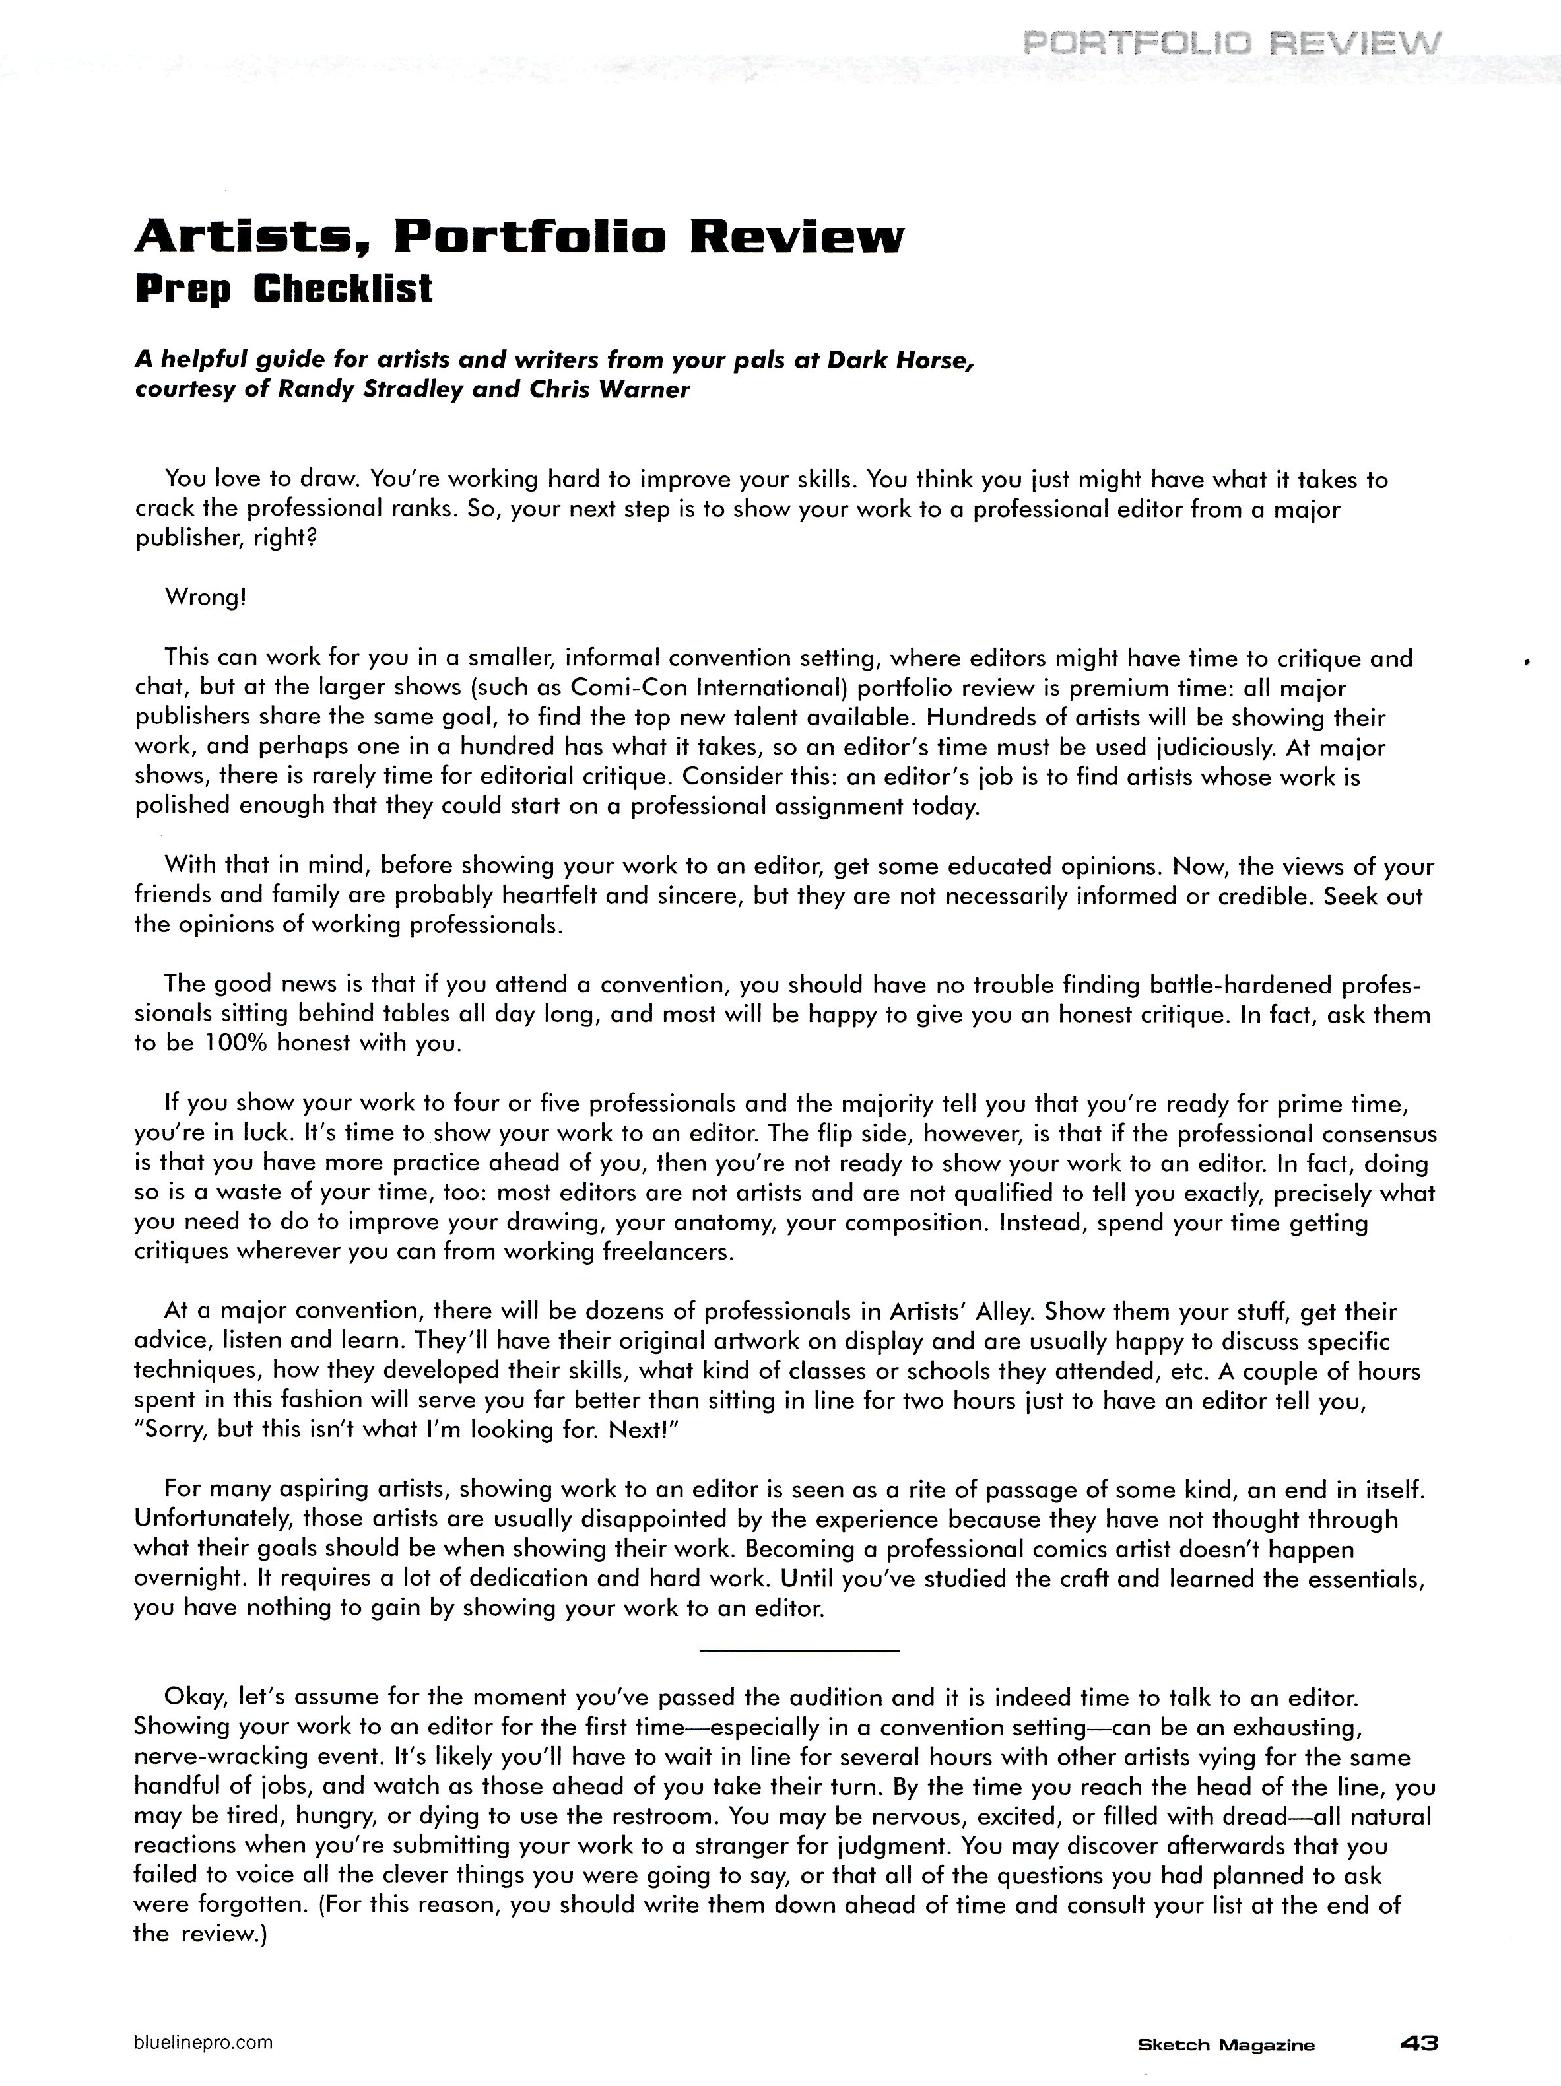 PORTFOLIO REVIEW
Artists, Portfolio Review
Prep Checklist
A helpful guide for artists and writers from your pals at Dark Horse,
courtesy of Randy Stradley and Chris Warner
You love to draw. You're working hard to improve your skills. You think you just might have what it takes to
crack the professional ranks. So, your next step is to show your work to a professional editor from a major
publisher, right?
Wrong!
This can work for you in a smaller, informal convention setting, where editors might have time to critique and
chat, but at the larger shows (such as Comi-Con International) portfolio review is premium time: all major
publishers share the same goal, to find the top new talent available. Hundreds of artists will be showing their
work, and perhaps one in a hundred has what it takes, so an editor's time must be used judiciously. At major
shows, there is rarely time for editorial critique. Consider this: an editor's job is to find artists whose work is
polished enough that they could start on a professional assignment today.
With that in mind, before showing your work to an editor, get some educated opinions. Now, the views of your
friends and family are probably heartfelt and sincere, but they are not necessarily informed or credible. Seek out
the opinions of working professionals.
The good news is that if you attend a convention, you should have no trouble finding battle-hardened profes-
sionals sitting behind tables all day long, and most will be happy to give you an honest critique. In fact, ask them
to be 100% honest with you.
If you show your work to four or five professionals and the majority tell you that you're ready for prime time,
you're in luck. It's time to show your work to an editor. The flip side, however, is that if the professional consensus
is that you have more practice ahead of you, then you're not ready to show your work to an editor. In fact, doing
so is a waste of your time, too: most editors are not artists and are not qualified to tell you exactly, precisely what
you need to do to improve your drawing, your anatomy, your composition. Instead, spend your time getting
critiques wherever you can from working freelancers.
At a major convention, there will be dozens of professionals in Artists' Alley. Show them your stuff, get their
advice, listen and learn. They'll have their original artwork on display and are usually happy to discuss specific
techniques, how they developed their skills, what kind of classes or schools they attended, etc. A couple of hours
spent in this fashion will serve you far better than sitting in line for two hours just to have an editor tell you,
"Sorry, but this isn't what I'm looking for. Next!"
For many aspiring artists, showing work to an editor is seen as a rite of passage of some kind, an end in itself.
Unfortunately, those artists are usually disappointed by the experience because they have not thought through
what their goals should be when showing their work. Becoming a professional comics artist doesn't happen
overnight. It requires a lot of dedication and hard work. Until you've studied the craft and learned the essentials,
you have nothing to gain by showing your work to an editor.
Okay, let's assume for the moment you've passed the audition and it is indeed time to talk to an editor.
Showing your work to an editor for the first time—especially in a convention setting—can be an exhausting,
nerve-wracking event. It's likely you'll have to wait in line for several hours with other artists vying for the same
handful of jobs, and watch as those ahead of you take their turn. By the time you reach the head of the line, you
may be tired, hungry, or dying to use the restroom. You may be nervous, excited, or filled with dread—all natural
reactions when you're submitting your work to a stranger for judgment. You may discover afterwards that you
failed to voice all the clever things you were going to say, or that all of the questions you had planned to ask
were forgotten. (For this reason, you should write them down ahead of time and consult your list at the end of
the review.)
bluelinepro.com
Sketch Magazine 43